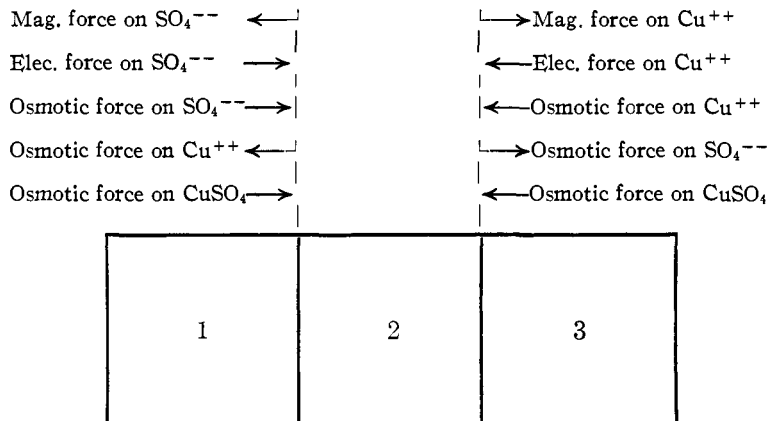 Mag. force on SO₄⁻⁻ Mag. force on Cu⁺⁺
Elec. force on SO₄⁻⁻ Elec. force on Cu⁺⁺
Osmotic force on SO₄⁻⁻ Osmotic force on Cu⁺⁺
Osmotic force on Cu⁺⁺ Osmotic force on SO₄⁻⁻
Osmotic force on CuSO₄ Osmotic force on CuSO₄
1 2 3